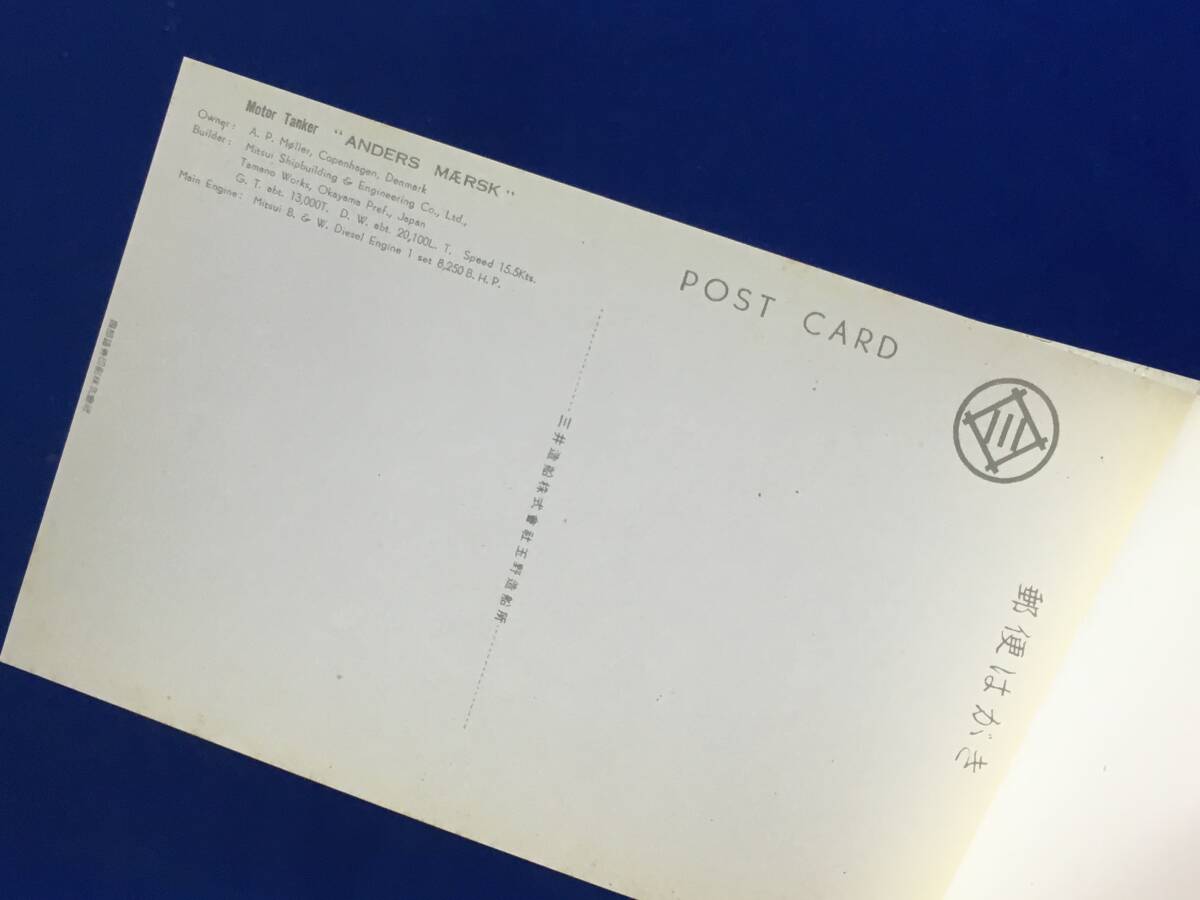 Motor Tanker "ANDERS MÆRSK"
Owner: A. P. Møller, Copenhagen, Denmark
Builder: Mitsui Shipbuilding & Engineering Co., Ltd.,
Tamano Works, Okayama Pref., Japan
G. T. abt. 13,000T. D. W. abt. 20,100L. T. Speed 15.5Kts.
Main Engine: Mitsui B. & W. Diesel Engine 1 set 8,250 B. H. P.
POST CARD
三井造船株式會社玉野造船所
郵便はがき